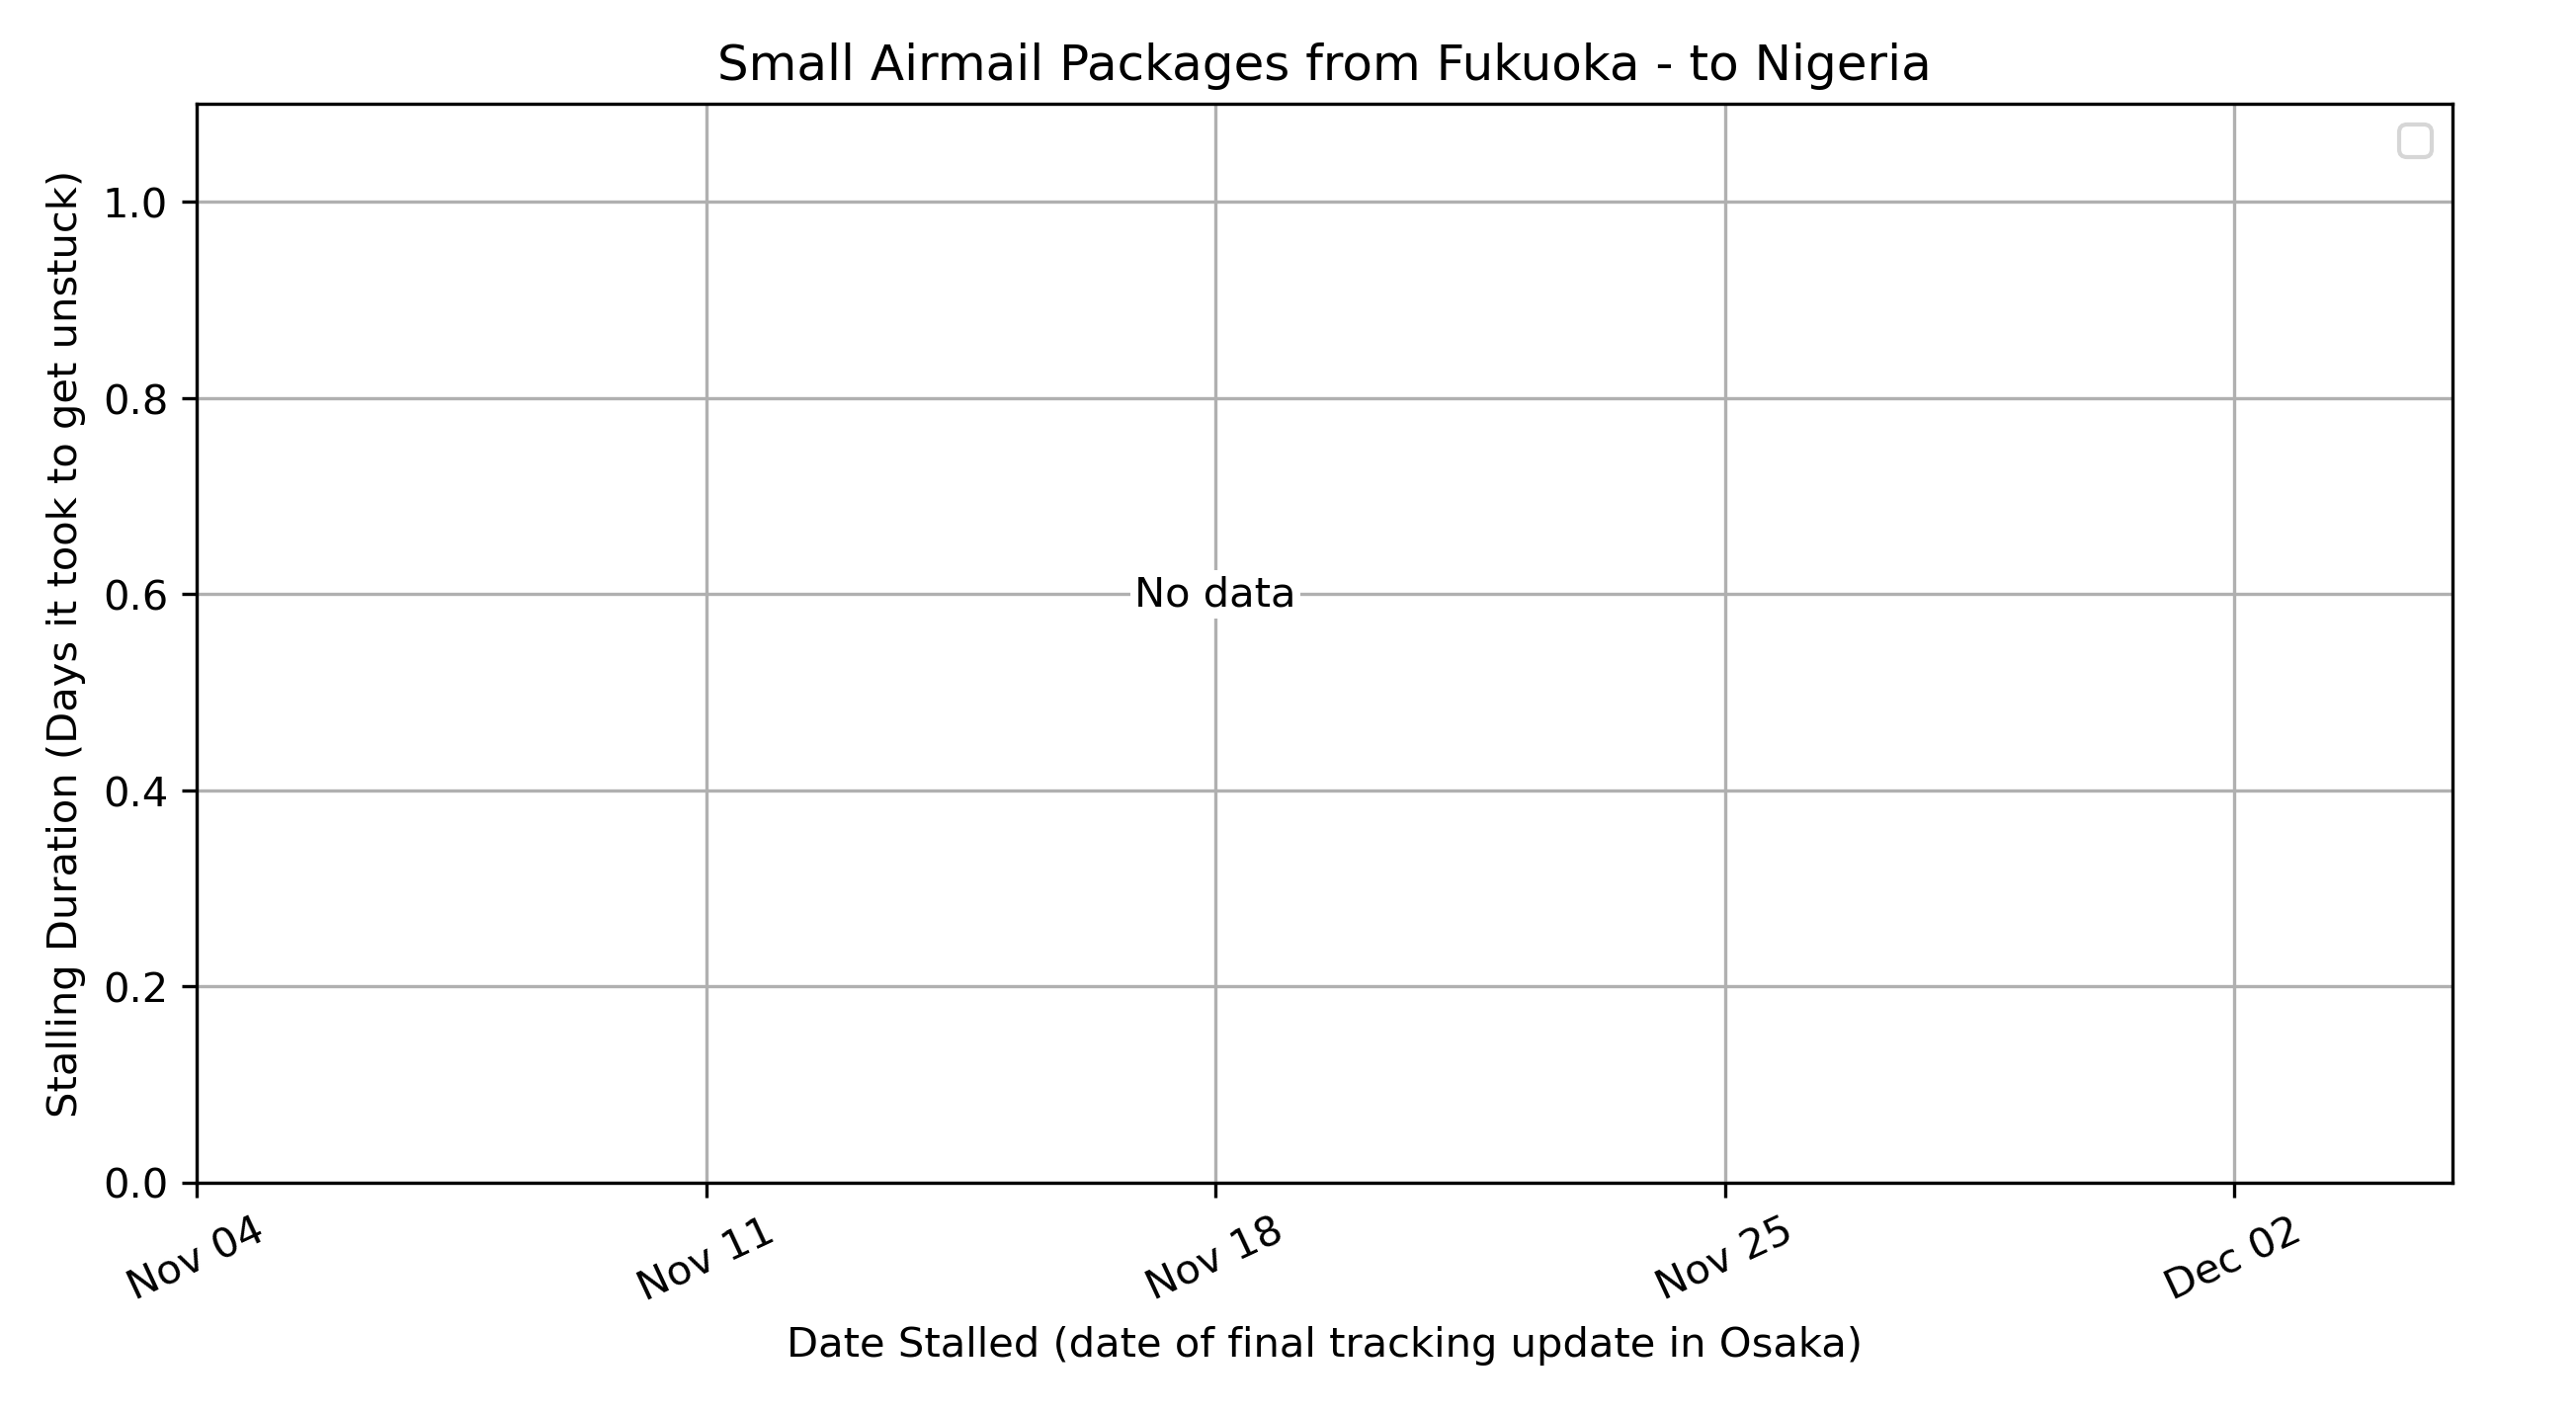 Small Airmail Packages from Fukuoka - to Nigeria
Stalling Duration (Days it took to get unstuck)
1.0
0.8
0.6
0.4
0.2
0.0
No data
Nov 04
Nov 11
Nov 18
Nov 25
Dec 02
Date Stalled (date of final tracking update in Osaka)